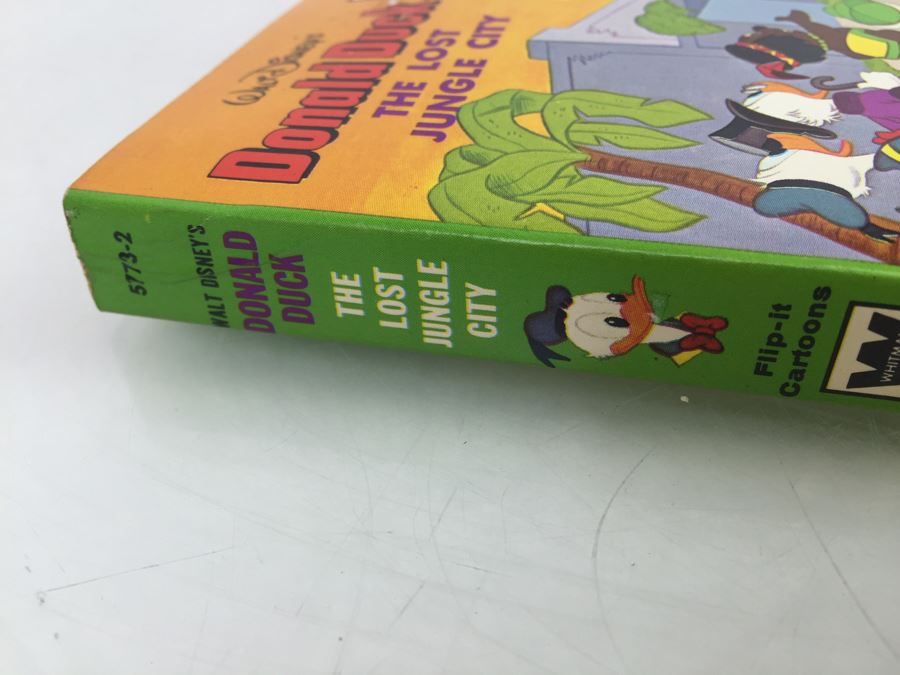 Walt Disney's
Donald Duck
THE LOST
JUNGLE CITY
5773-2
WALT DISNEY'S
DONALD
DUCK
THE
LOST
JUNGLE
CITY
Flip-it
Cartoons
W